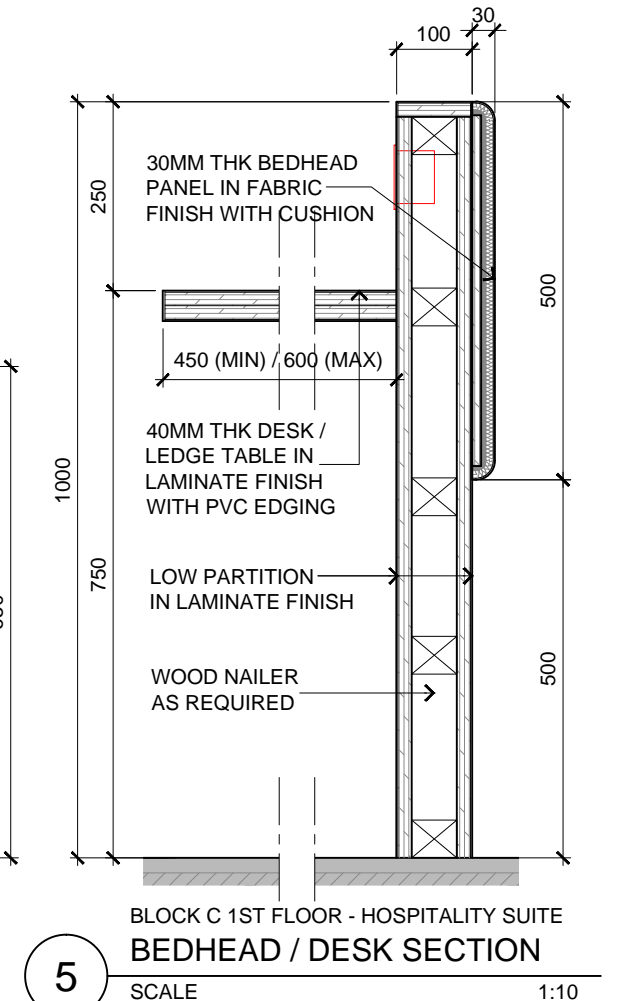 30
100
30MM THK BEDHEAD
PANEL IN FABRIC
FINISH WITH CUSHION
250
500
450 (MIN) / 600 (MAX)
40MM THK DESK /
LEDGE TABLE IN
LAMINATE FINISH
WITH PVC EDGING
1000
750
LOW PARTITION
IN LAMINATE FINISH
500
WOOD NAILER
AS REQUIRED
BLOCK C 1ST FLOOR - HOSPITALITY SUITE
5
BEDHEAD / DESK SECTION
SCALE
1:10